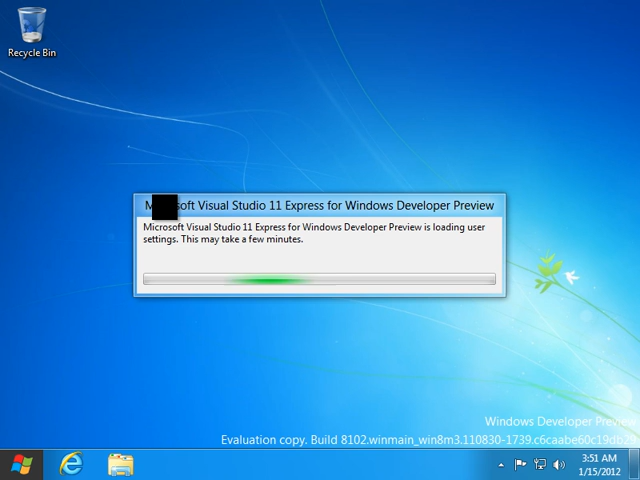 Recycle Bin
soft Visual Studio 11 Express for Windows Developer Preview
Microsoft Visual Studio 11 Express for Windows Developer Preview is loading user
settings. This may take a few minutes.
Windows Developer Preview
Evaluation copy. Build 8102.winmain_win8m3.110830-1739.c6caabe60c19db29
3:51 AM
1/15/2012